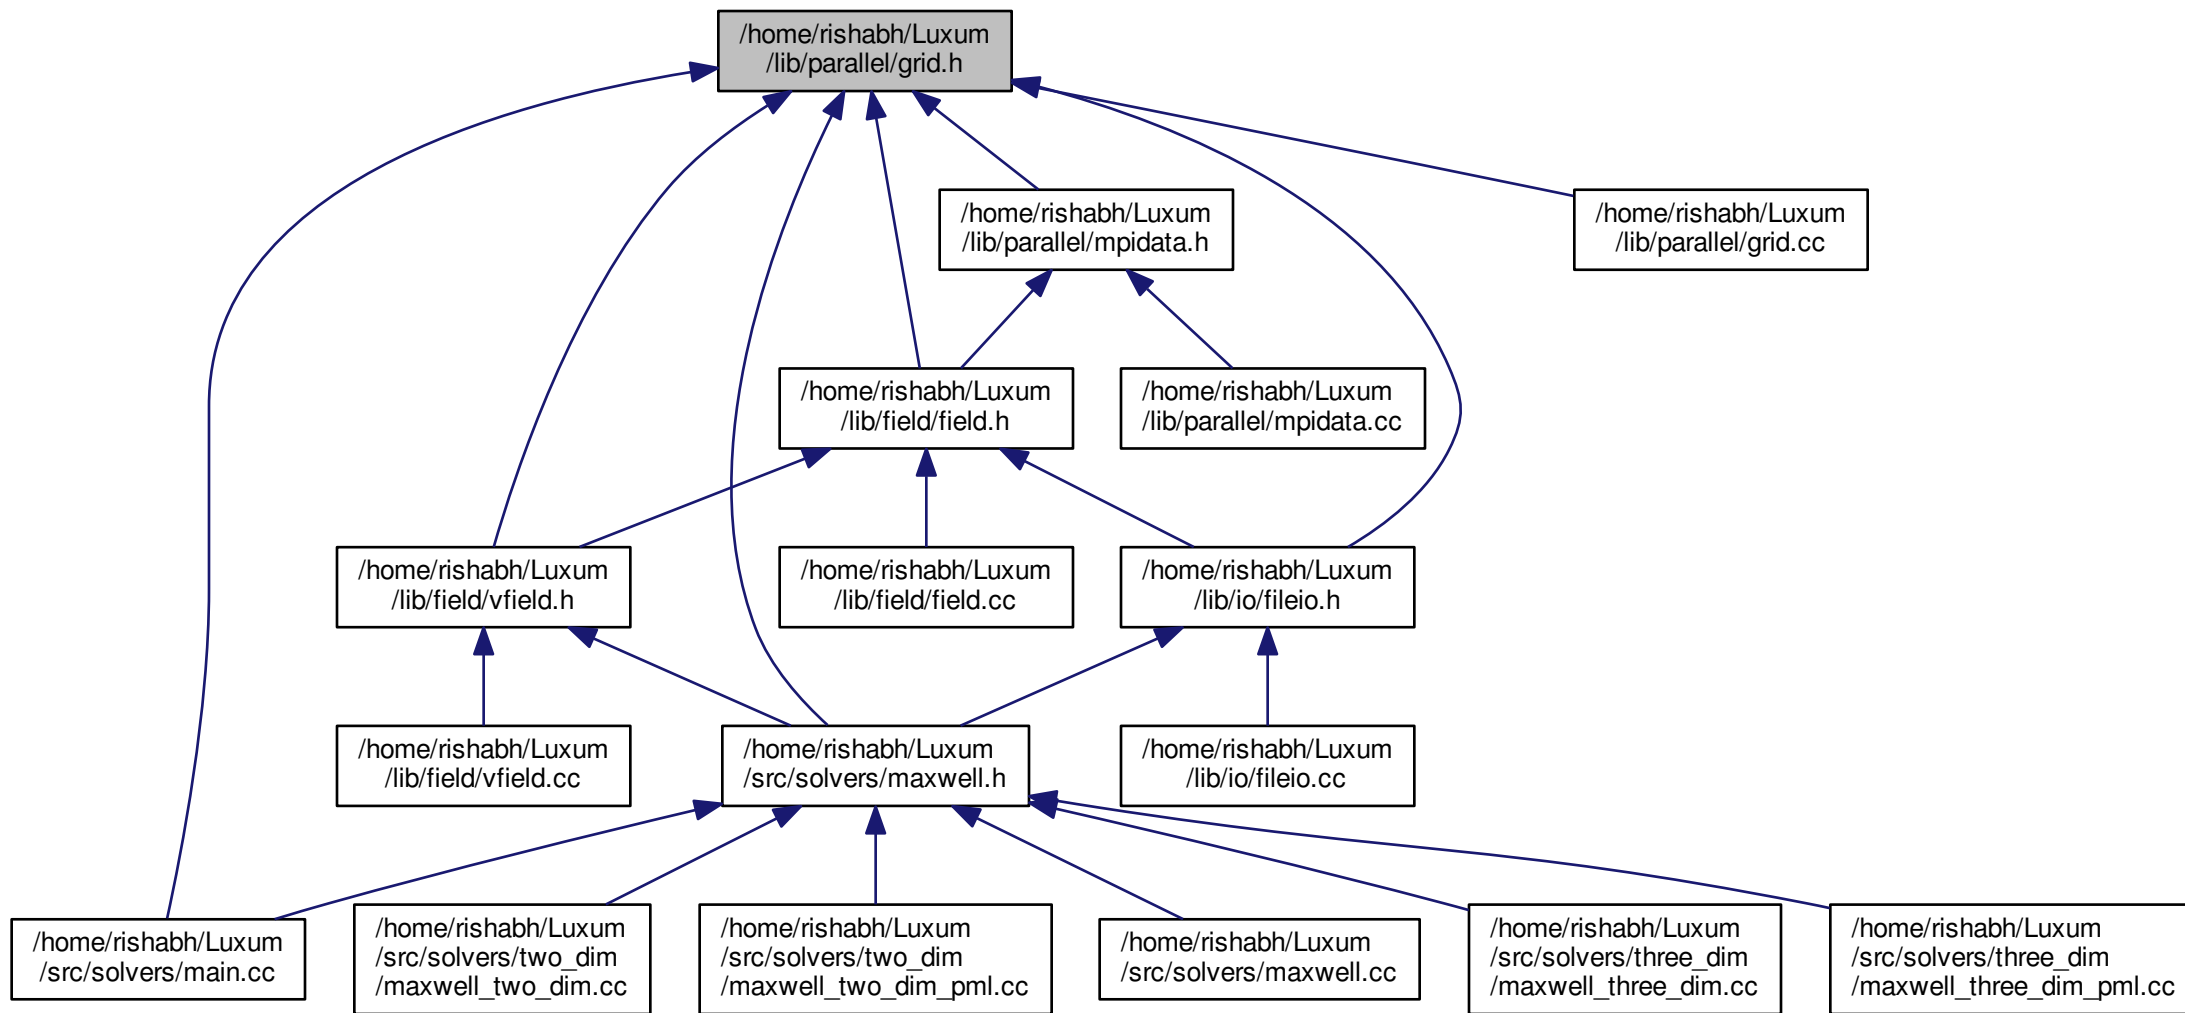 /home/rishabh/Luxum
/lib/parallel/grid.h
/home/rishabh/Luxum
/lib/parallel/mpidata.h
/home/rishabh/Luxum
/lib/parallel/grid.cc
/home/rishabh/Luxum
/lib/field/field.h
/home/rishabh/Luxum
/lib/parallel/mpidata.cc
/home/rishabh/Luxum
/lib/field/vfield.h
/home/rishabh/Luxum
/lib/field/field.cc
/home/rishabh/Luxum
/lib/io/fileio.h
/home/rishabh/Luxum
/lib/field/vfield.cc
/home/rishabh/Luxum
/src/solvers/maxwell.h
/home/rishabh/Luxum
/lib/io/fileio.cc
/home/rishabh/Luxum
/src/solvers/main.cc
/home/rishabh/Luxum
/src/solvers/two_dim
/maxwell_two_dim.cc
/home/rishabh/Luxum
/src/solvers/two_dim
/maxwell_two_dim_pml.cc
/home/rishabh/Luxum
/src/solvers/maxwell.cc
/home/rishabh/Luxum
/src/solvers/three_dim
/maxwell_three_dim.cc
/home/rishabh/Luxum
/src/solvers/three_dim
/maxwell_three_dim_pml.cc